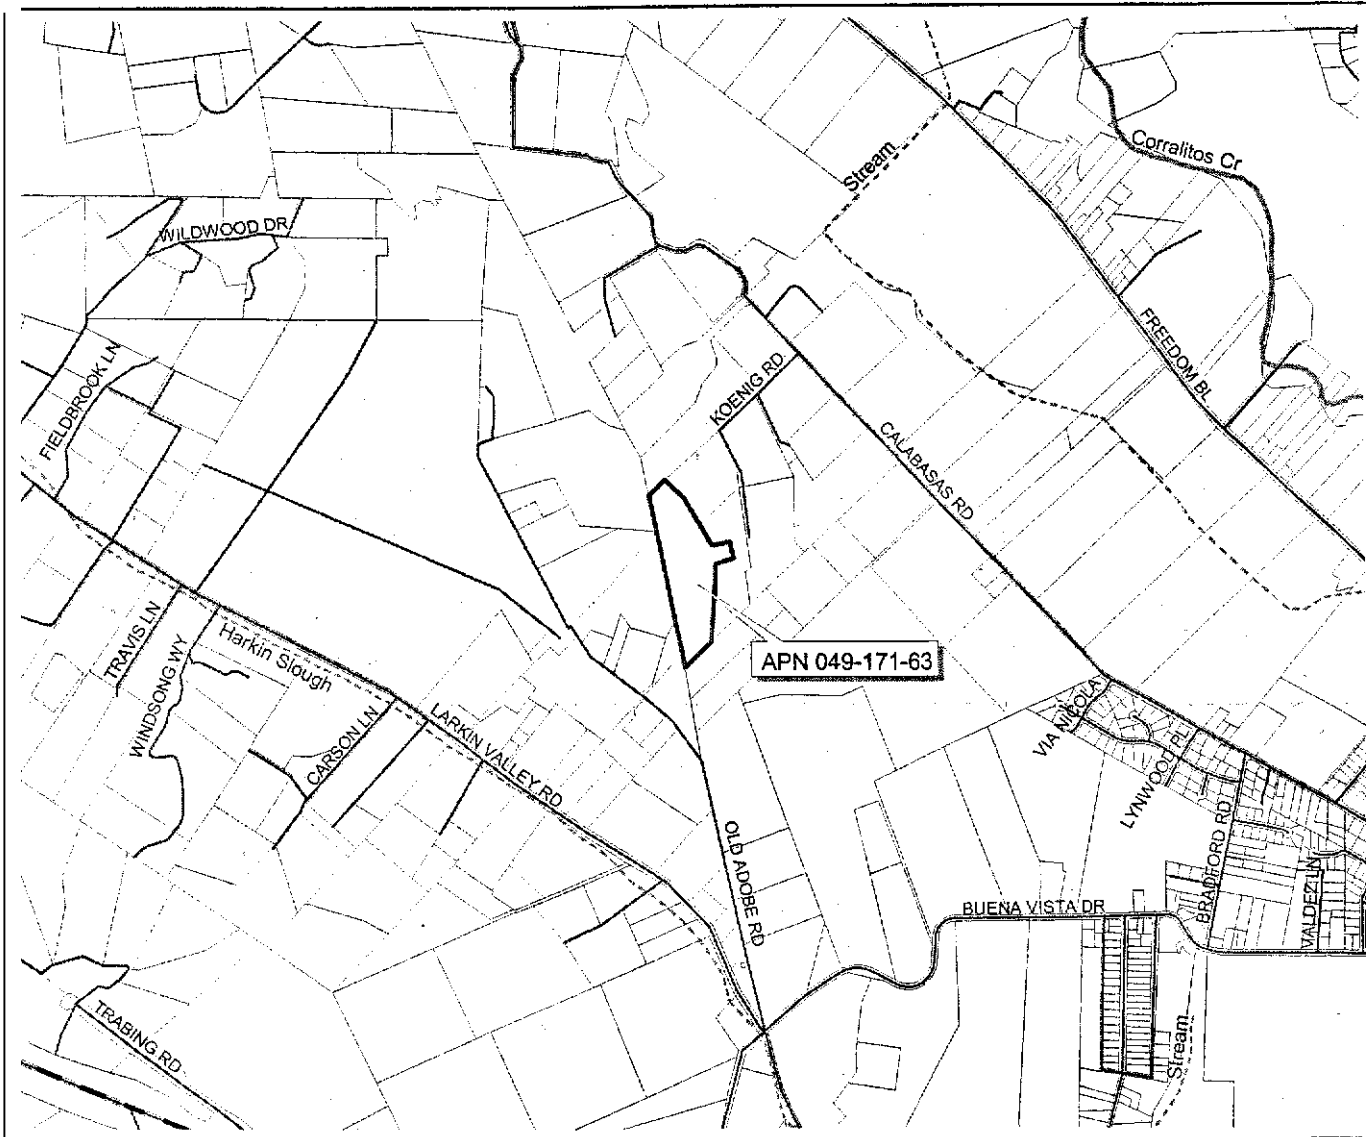 Corralitos Cr
Stream
WILDWOOD DR
FREEDOM BL
FIELDBROOK LN
KOENIG RD
CALABASAS RD
TRAVIS LN
WINDSONG WY
Harkin Slough
APN 049-171-63
CARSON LN
LARKIN VALLEY RD
VIA NICOLA
LYNWOOD PL
OLD ADOBE RD
BRADFORD RD
VALDEZ LN
BUENA VISTA DR
TRABING RD
Stream